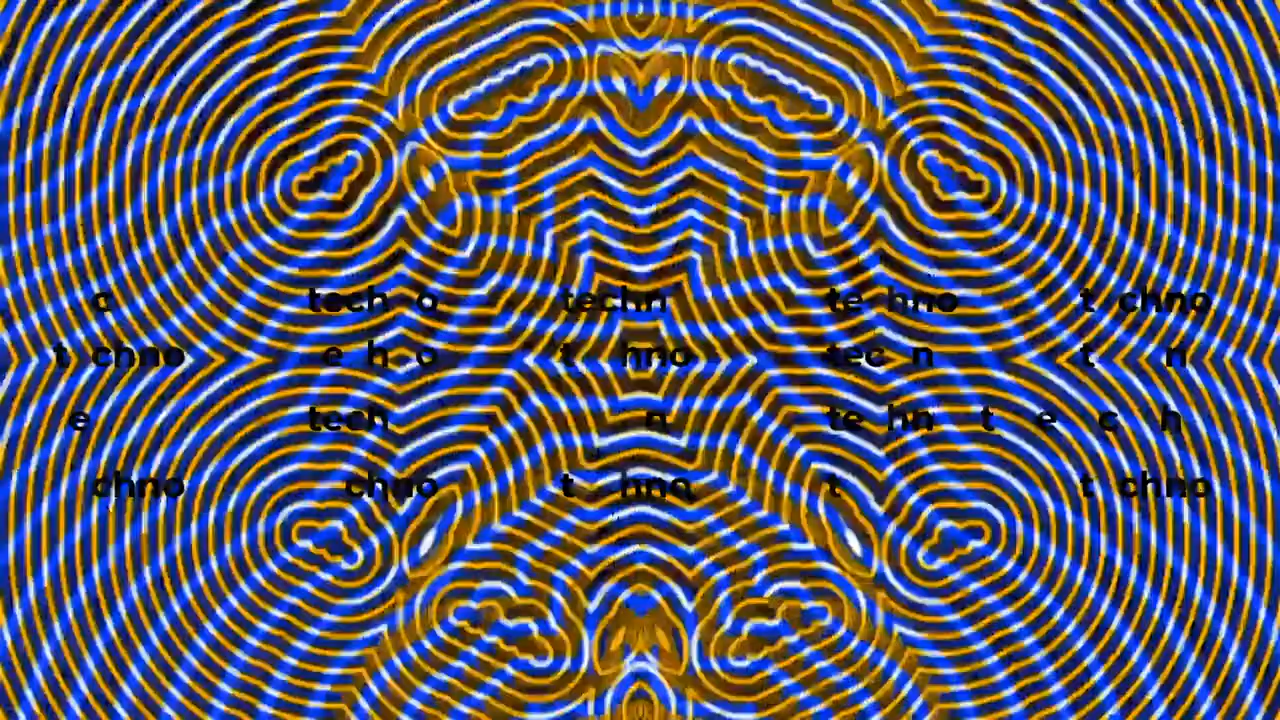 c tech o techn te hno t chno
t chno e h o t hno tec n t n
e tech n te hn t e c h
chno chno t hno t t chno